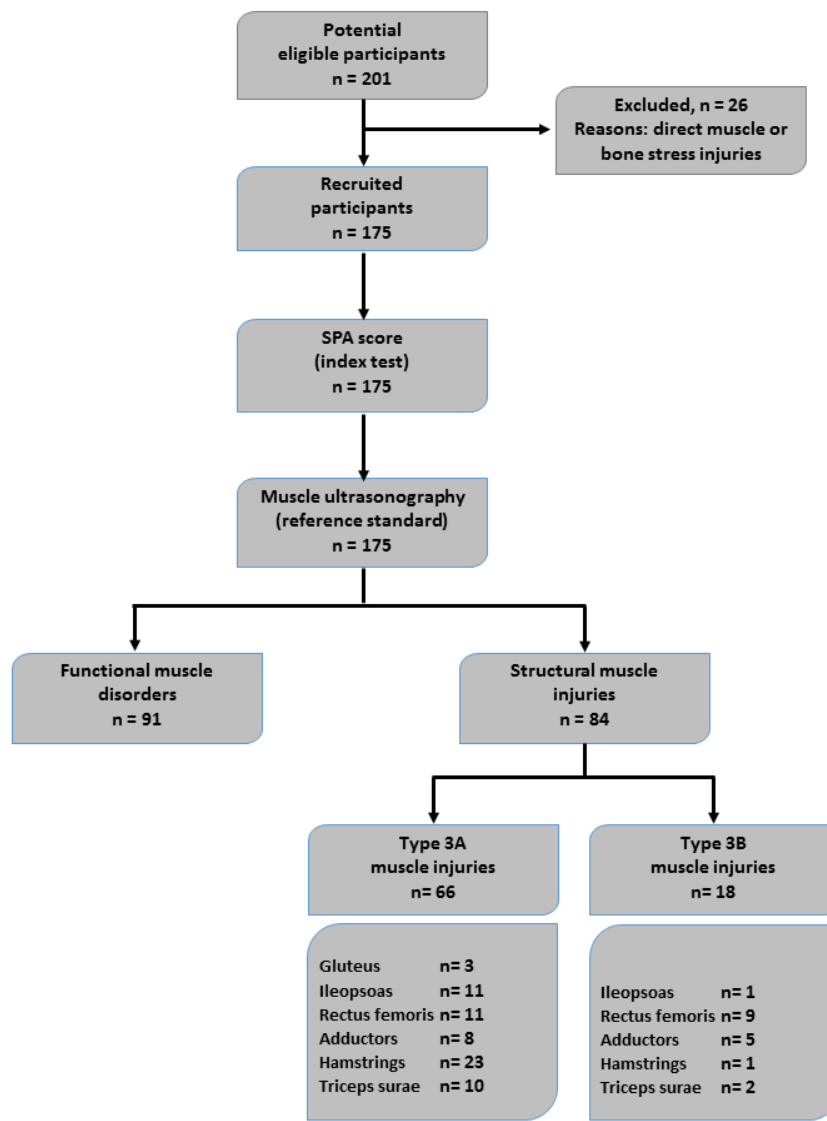 Potential
eligible participants
n = 201
Excluded, n = 26
Reasons: direct muscle or
bone stress injuries
Recruited
participants
n = 175
SPA score
(index test)
n = 175
Muscle ultrasonography
(reference standard)
n = 175
Functional muscle
disorders
n = 91
Structural muscle
injuries
n = 84
Type 3A
muscle injuries
n= 66
Type 3B
muscle injuries
n= 18
Gluteus n= 3
Ileopsoas n= 11
Rectus femoris n= 11
Adductors n= 8
Hamstrings n= 23
Triceps surae n= 10
Ileopsoas n= 1
Rectus femoris n= 9
Adductors n= 5
Hamstrings n= 1
Triceps surae n= 2